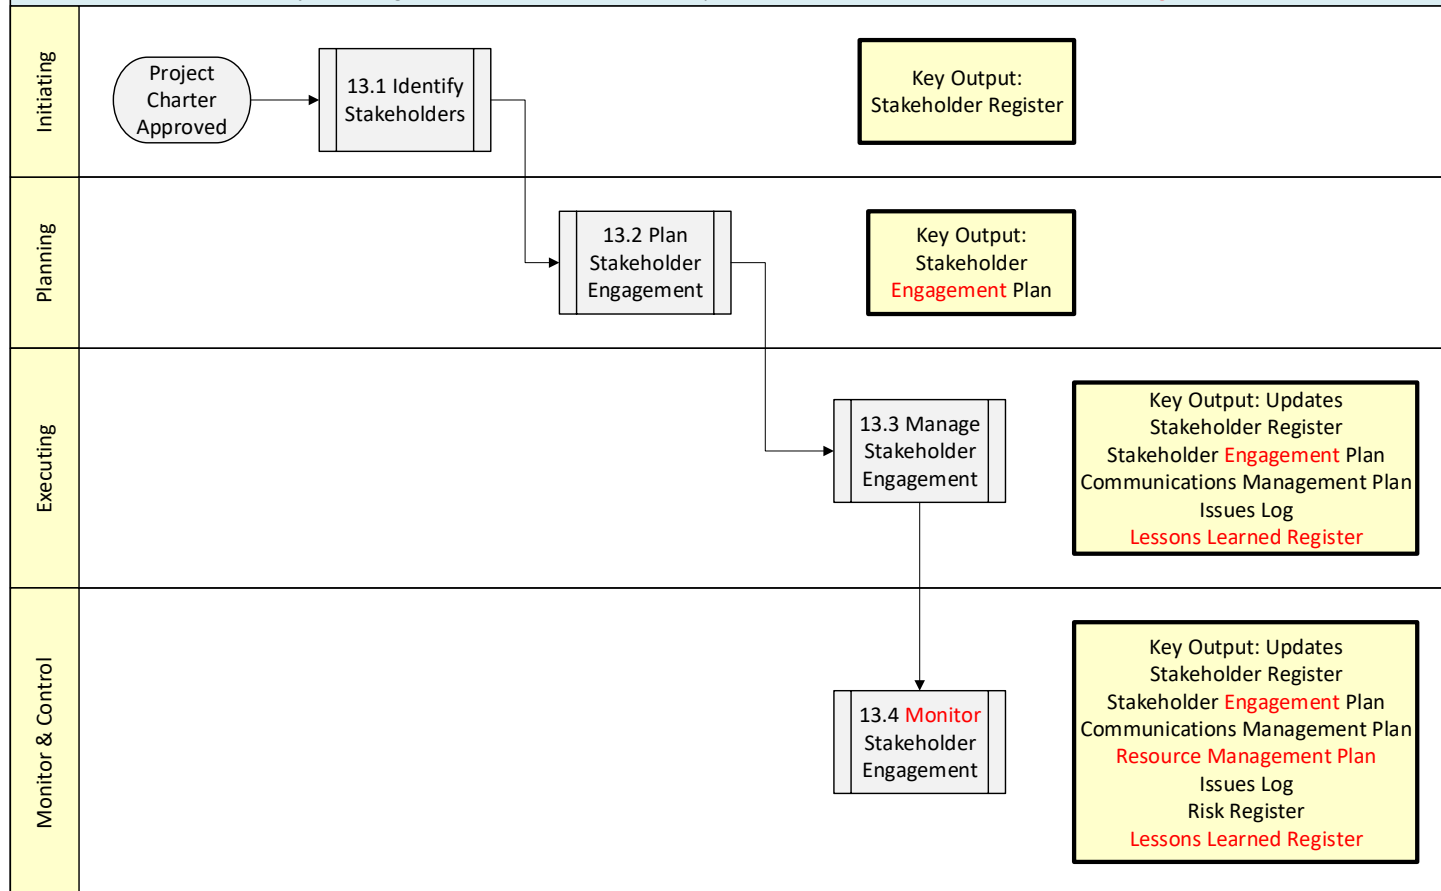 Initiating
Project
Charter
Approved
13.1 Identify
Stakeholders
Key Output:
Stakeholder Register
Planning
13.2 Plan
Stakeholder
Engagement
Key Output:
Stakeholder
Engagement Plan
Executing
13.3 Manage
Stakeholder
Engagement
Key Output: Updates
Stakeholder Register
Stakeholder Engagement Plan
Communications Management Plan
Issues Log
Lessons Learned Register
Monitor & Control
13.4 Monitor
Stakeholder
Engagement
Key Output: Updates
Stakeholder Register
Stakeholder Engagement Plan
Communications Management Plan
Resource Management Plan
Issues Log
Risk Register
Lessons Learned Register